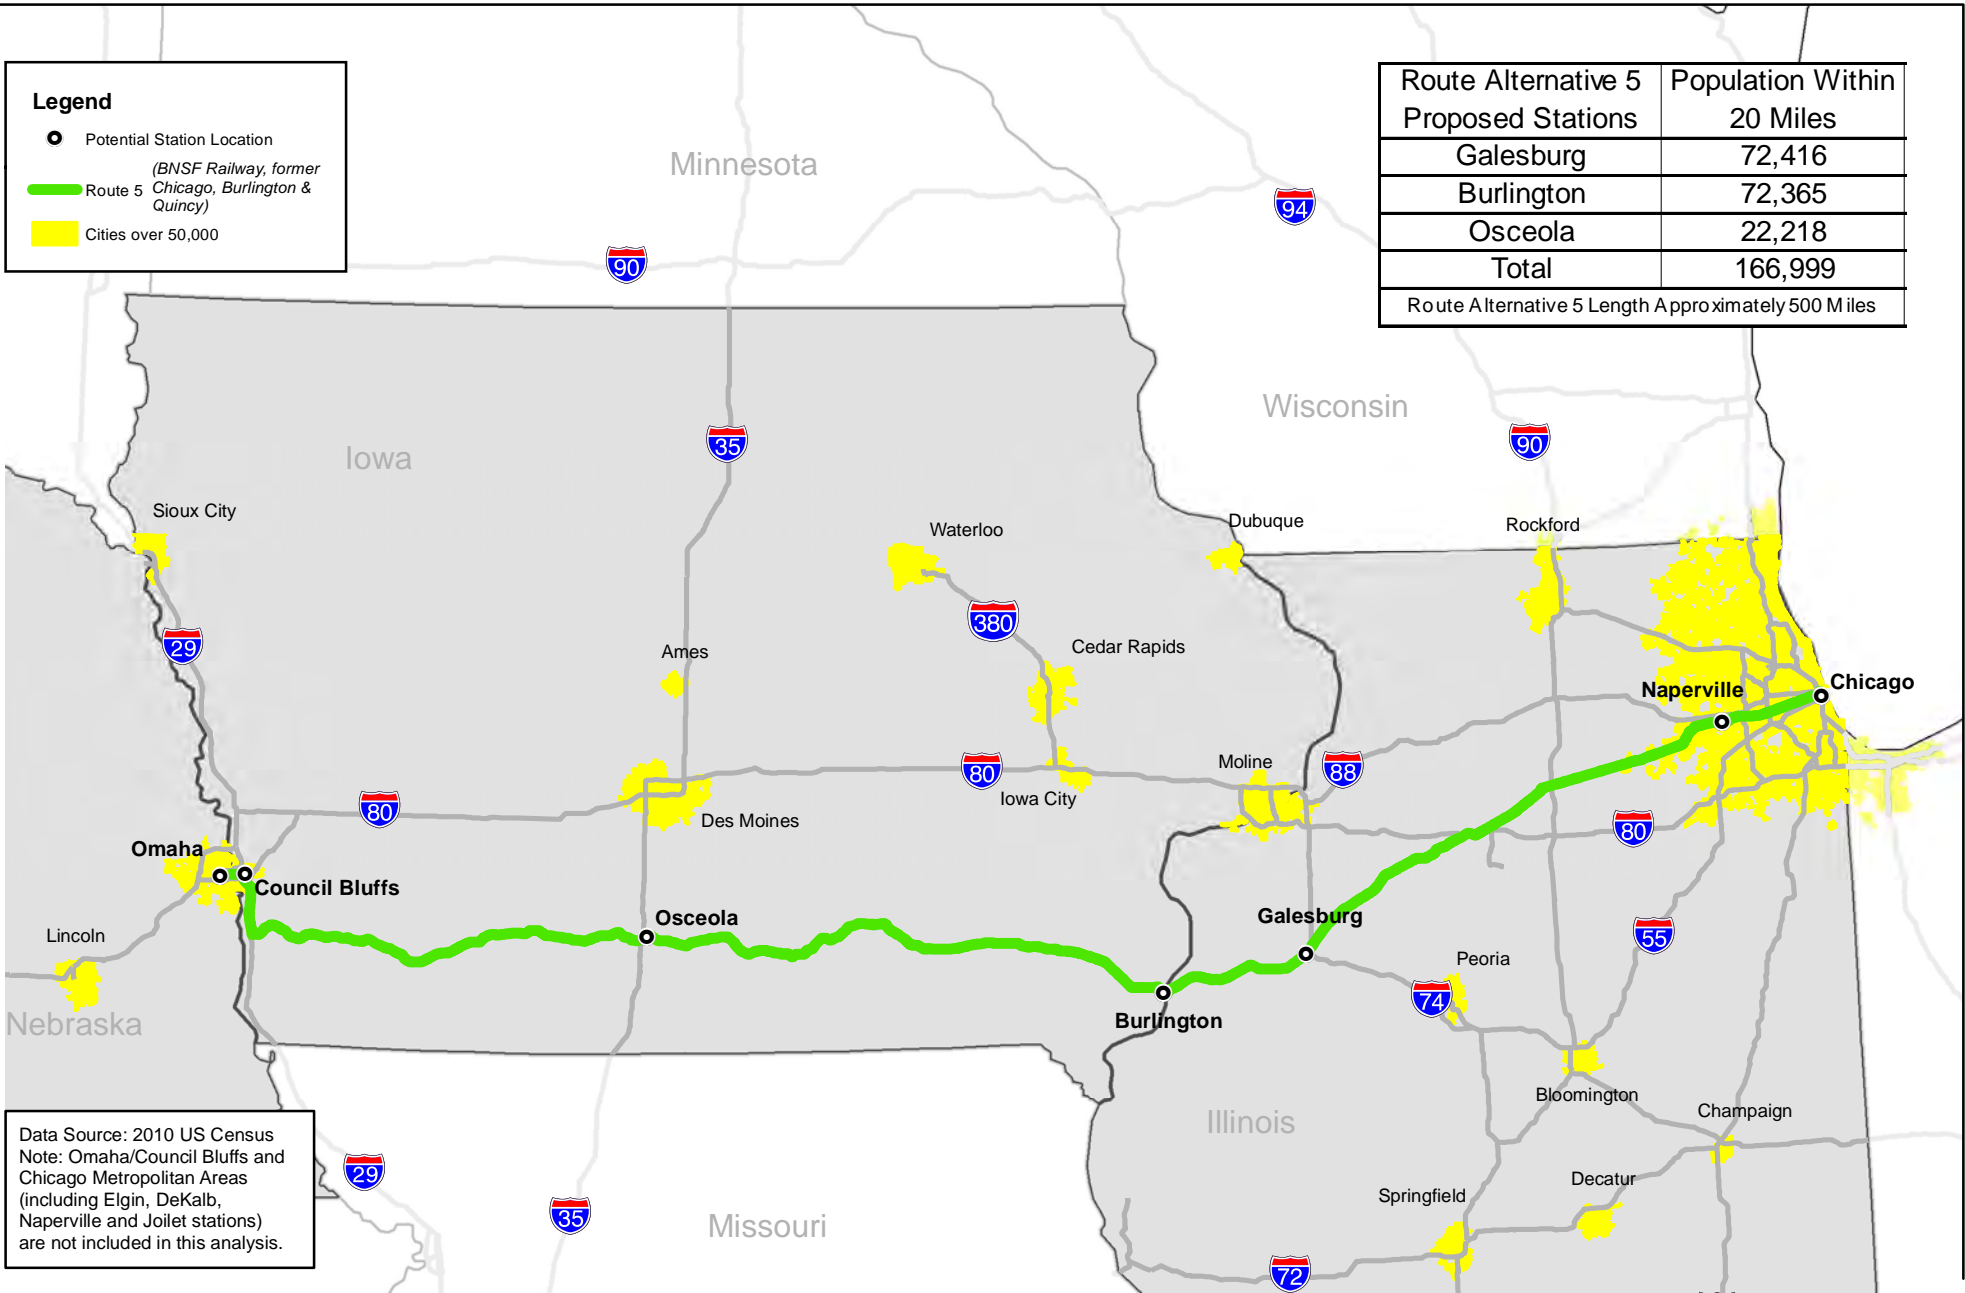 Legend
Potential Station Location
Route 5
(BNSF Railway, former
Chicago, Burlington &
Quincy)
Cities over 50,000
Route Alternative 5 Population Within
Proposed Stations 20 Miles
Galesburg 72,416
Burlington 72,365
Osceola 22,218
Total 166,999
Route Alternative 5 Length Approximately 500 Miles
Minnesota
94
90
Wisconsin
90
35
Iowa
Sioux City
Waterloo
Dubuque
Rockford
380
29
Ames
Cedar Rapids
Naperville
Chicago
80
Moline
88
Iowa City
80
Des Moines
80
Omaha
Council Bluffs
Osceola
Galesburg
Lincoln
55
Peoria
74
Nebraska
Burlington
Bloomington
Champaign
Illinois
Data Source: 2010 US Census
Note: Omaha/Council Bluffs and
Chicago Metropolitan Areas
(including Elgin, DeKalb,
Naperville and Joilet stations)
are not included in this analysis.
29
35
Missouri
Springfield
Decatur
72